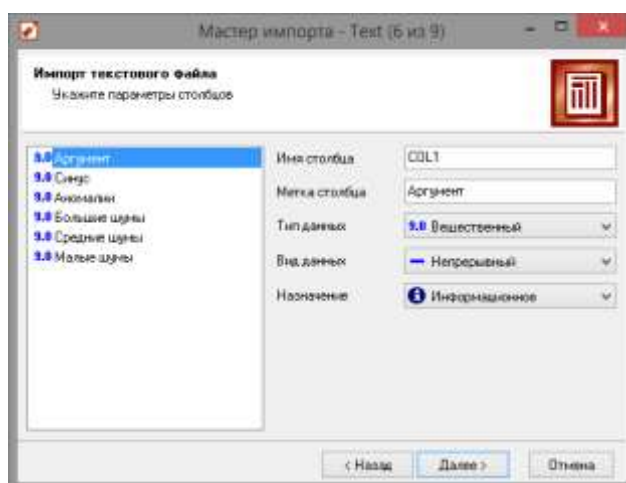 Мастер импорта - Text (6 из 9)
Импорт текстового файла
Укажите параметры столбцов
9.0 Аргумент
9.0 Синус
9.0 Аномалии
9.0 Большие шумы
9.0 Средние шумы
9.0 Малые шумы
Имя столбца COL1
Метка столбца Аргумент
Тип данных 9.0 Вещественный
Вид данных Непрерывный
Назначение Информационное
< Назад Далее > Отмена